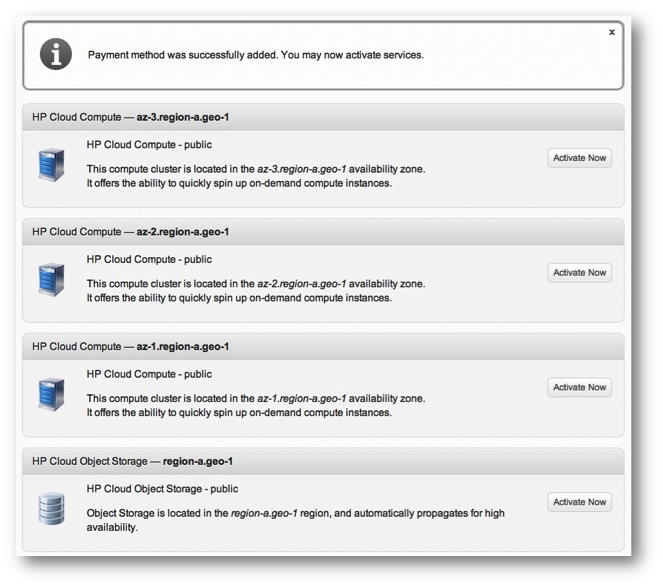 x
Payment method was successfully added. You may now activate services.
HP Cloud Compute — az-3.region-a.geo-1
HP Cloud Compute - public
This compute cluster is located in the az-3.region-a.geo-1 availability zone.
It offers the ability to quickly spin up on-demand compute instances.
Activate Now
HP Cloud Compute — az-2.region-a.geo-1
HP Cloud Compute - public
This compute cluster is located in the az-2.region-a.geo-1 availability zone.
It offers the ability to quickly spin up on-demand compute instances.
Activate Now
HP Cloud Compute — az-1.region-a.geo-1
HP Cloud Compute - public
This compute cluster is located in the az-1.region-a.geo-1 availability zone.
It offers the ability to quickly spin up on-demand compute instances.
Activate Now
HP Cloud Object Storage — region-a.geo-1
HP Cloud Object Storage - public
Object Storage is located in the region-a.geo-1 region, and automatically propagates for high
availability.
Activate Now